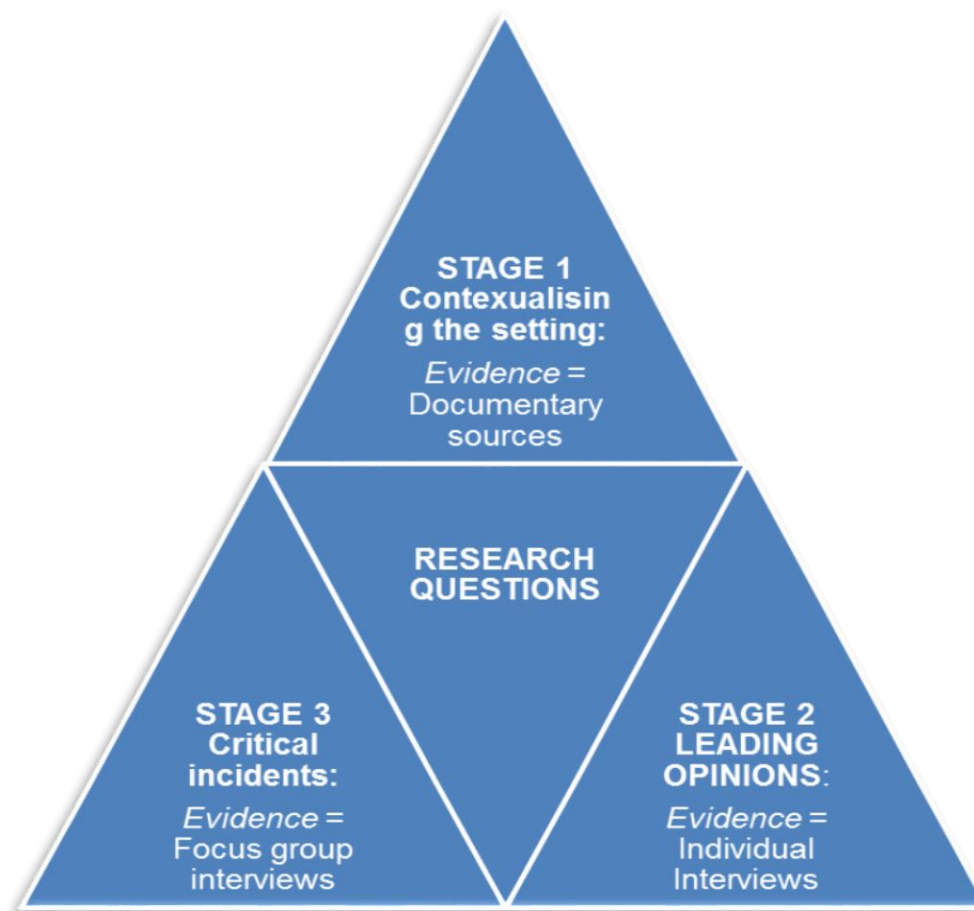 STAGE 1
Contexualisin
g the setting:
Evidence =
Documentary
sources
RESEARCH
QUESTIONS
STAGE 3
Critical
incidents:
Evidence =
Focus group
interviews
STAGE 2
LEADING
OPINIONS:
Evidence =
Individual
Interviews